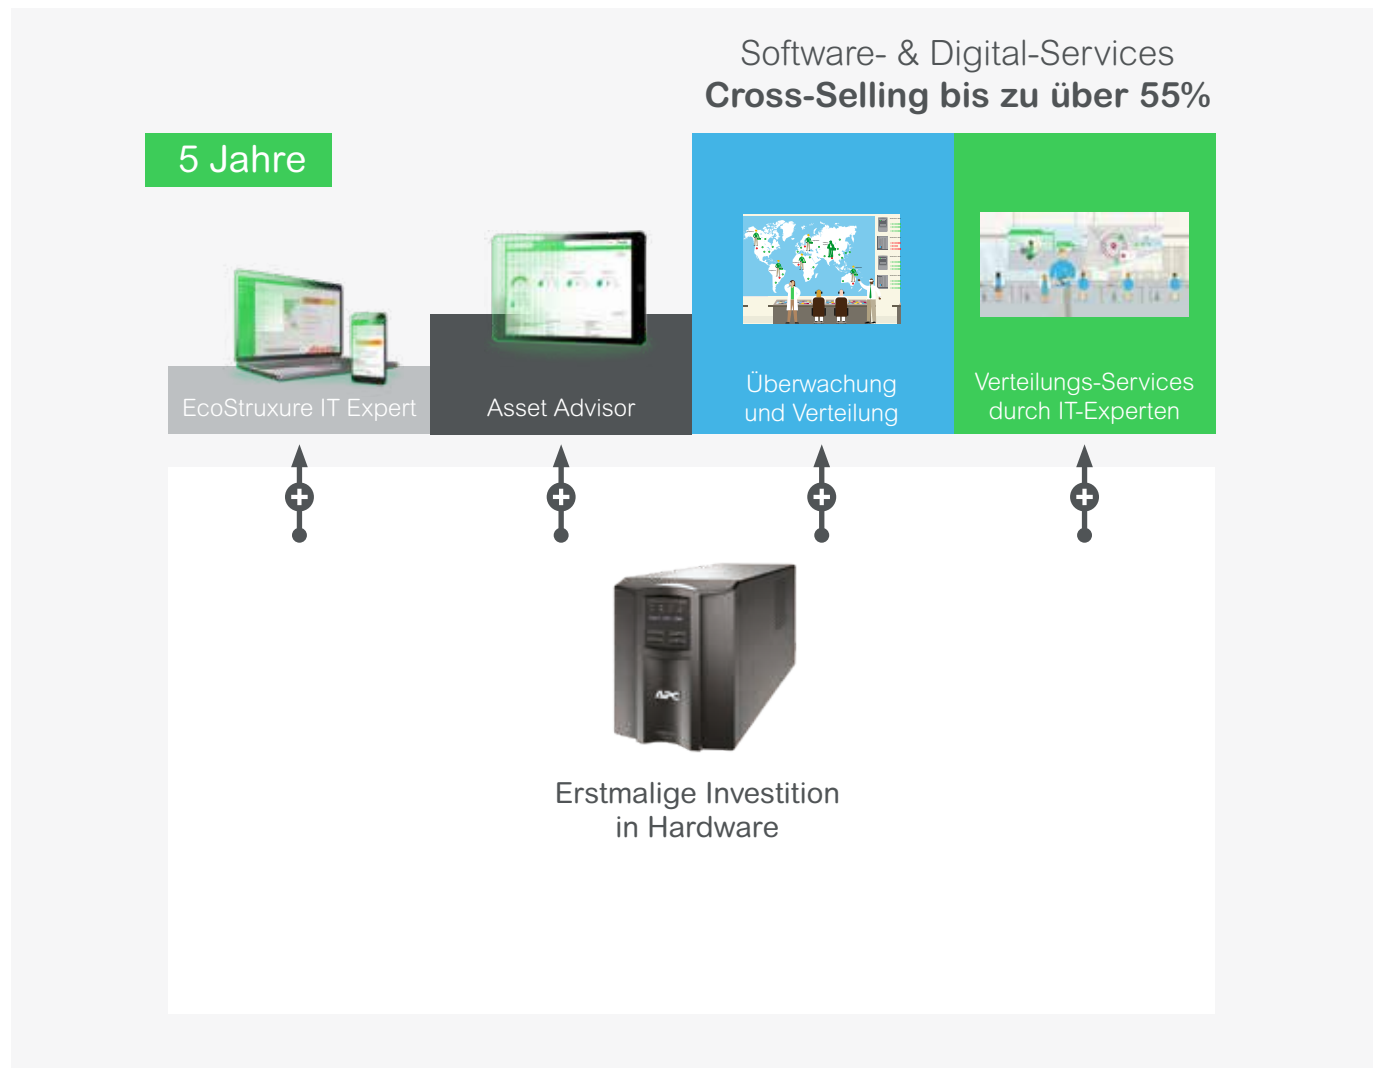 Software- & Digital-Services
Cross-Selling bis zu über 55%
5 Jahre
EcoStruxure IT Expert
Asset Advisor
Überwachung
und Verteilung
Verteilungs-Services
durch IT-Experten
APC
Erstmalige Investition
in Hardware